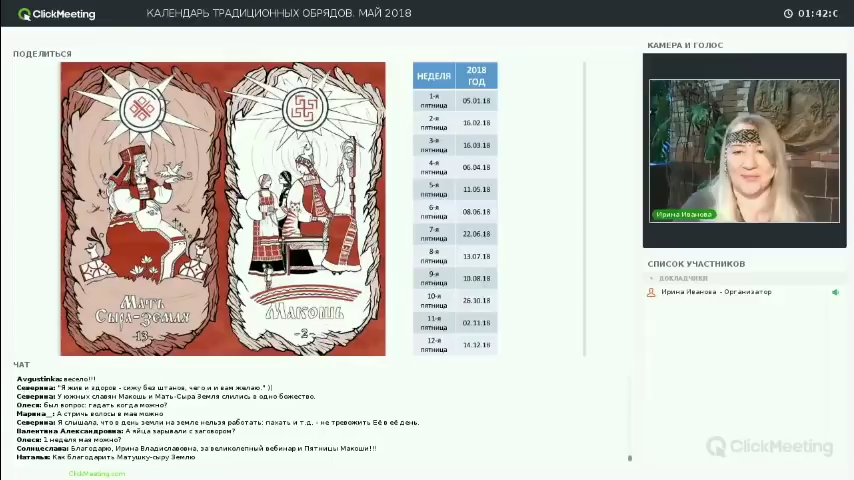 ClickMeeting
КАЛЕНДАРЬ ТРАДИЦИОННЫХ ОБРЯДОВ. МАЙ 2018
01:42:0
ПОДЕЛИТЬСЯ
Мать
Сыра-земля
-13-
Макошь
-2-
НЕДЕЛЯ 2018 ГОД
1-я пятница 05.01.18
2-я пятница 16.02.18
3-я пятница 16.03.18
4-я пятница 06.04.18
5-я пятница 11.05.18
6-я пятница 08.06.18
7-я пятница 22.06.18
8-я пятница 13.07.18
9-я пятница 10.08.18
10-я пятница 26.10.18
11-я пятница 02.11.18
12-я пятница 14.12.18
КАМЕРА И ГОЛОС
Ирина Иванова
СПИСОК УЧАСТНИКОВ
ДОКЛАДЧИКИ
Ирина Иванова - Организатор
ЧАТ
Avgustinka: весело!!!
Северина: "Я жив и здоров - сижу без штанов, чего и и вам желаю." ))
Северина: У южных славян Макошь и Мать-Сыра Земля слились в одно божество.
Олеся: был вопрос: гадать когда можно?
Марина_: А стричь волосы в мае можно
Северина: Я слышала, что в день земли на земле нельзя работать: пахать и т.д. - не тревожить Её в её день.
Валентина Александровна: А яйца зарывали с заговором?
Олеся: 1 неделя мая можно?
Солнцеслава: Благодарю, Ирина Владиславовна, за великолепный вебинар и Пятницы Макоши!!!
Наталья: Как благодарить Матушку-сыру Землю
ClickMeeting.com
ClickMeeting